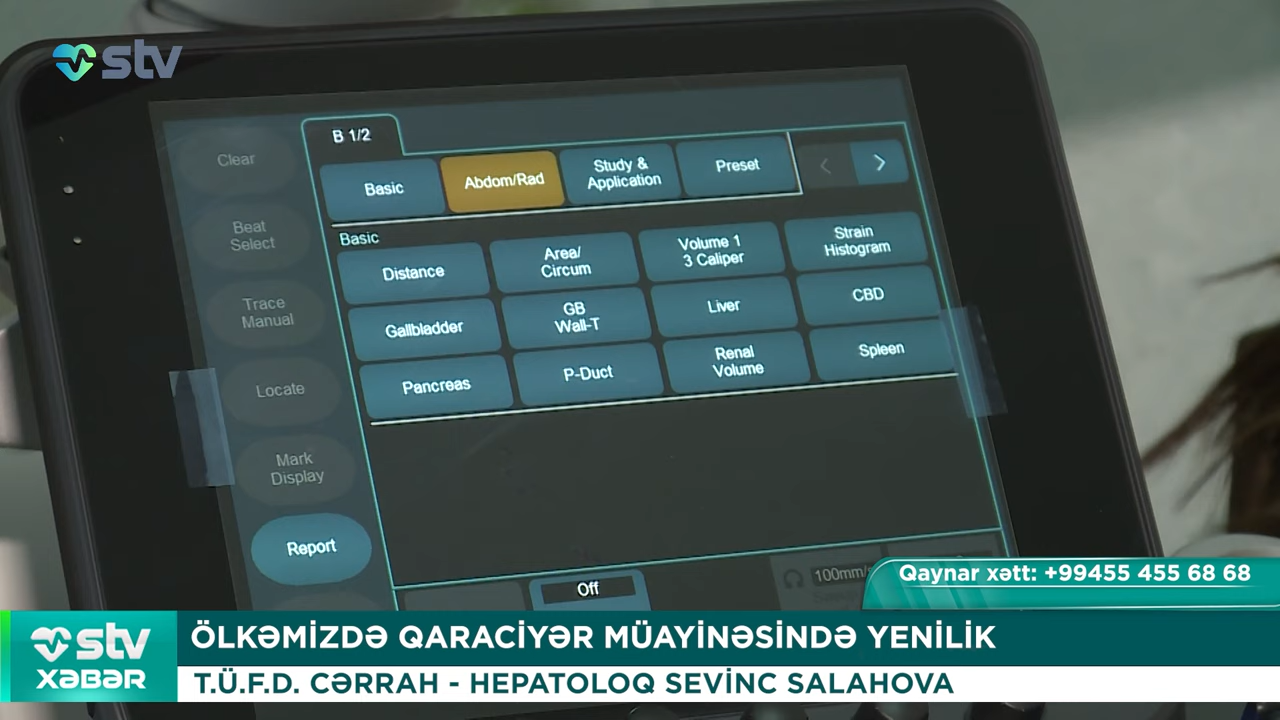 stv
B 1/2
Clear
Basic
Abdom/Rad
Study &
Application
Preset
Beat
Select
Basic
Distance
Area/
Circum
Volume 1
3 Caliper
Strain
Histogram
Trace
Manual
Gallbladder
GB
Wall-T
Liver
CBD
Locate
Pancreas
P-Duct
Renal
Volume
Spleen
Mark
Display
Report
Off
100mm/
Qaynar xətt: +99455 455 68 68
stv
XƏBƏR
ÖLKƏMİZDƏ QARACİYƏR MÜAYİNƏSİNDƏ YENİLİK
T.Ü.F.D. CƏRRAH - HEPATOLOQ SEVİNC SALAHOVA